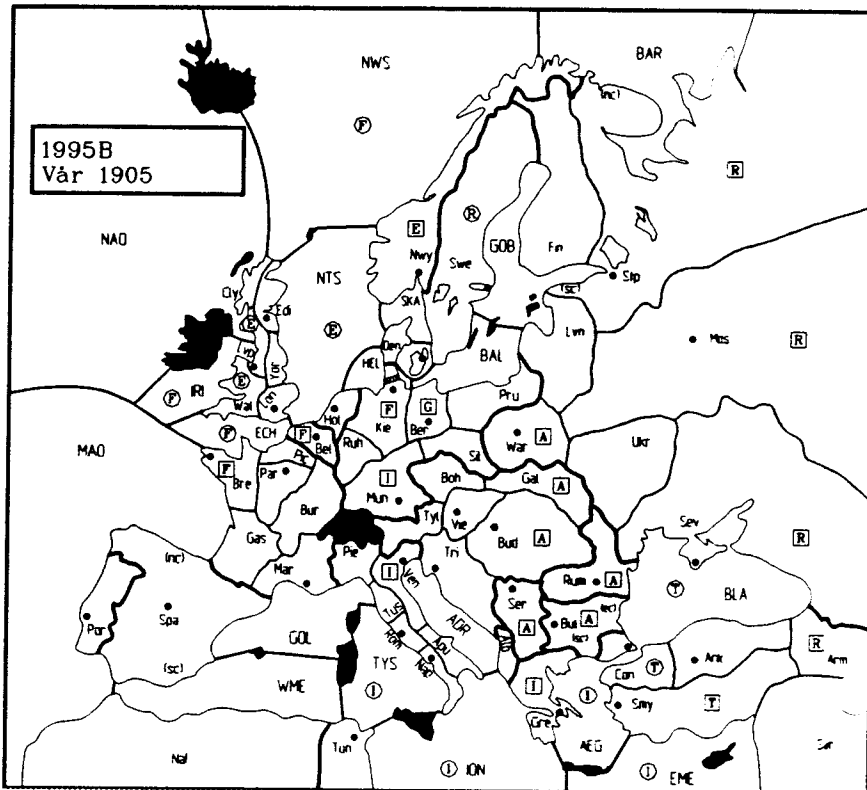 NWS
BAR
(nc)
F
1995B
Vår 1905
R
NAO
E
R
Nwy
Swe
GOB
Fin
NTS
(sc)
Stp
Cly
SKA
Edi
E
E
Lvn
Mos
R
Den
Yor
HEL
BAL
IRI
F
E
Wal
Pru
Hol
Kie
F
G
Ber
MAO
ECH
F
F
Bel
Ruh
War
A
Ukr
Sil
Bre
F
Par
Pic
I
Mun
Boh
Gal
A
Bur
Tyl
Vie
Sev
Bud
A
R
Gas
Pie
Tri
(nc)
Mar
I
Ven
Rum
A
T
BLA
Ser
Bul
A
(ec)
Por
Spa
Tus
ADR
A
(sc)
GOL
Rom
Apu
Alb
Con
T
Ank
R
Arm
(sc)
TYS
Nap
I
I
WME
I
Gre
Smy
T
Tun
AEG
Naf
I
ION
I
EME